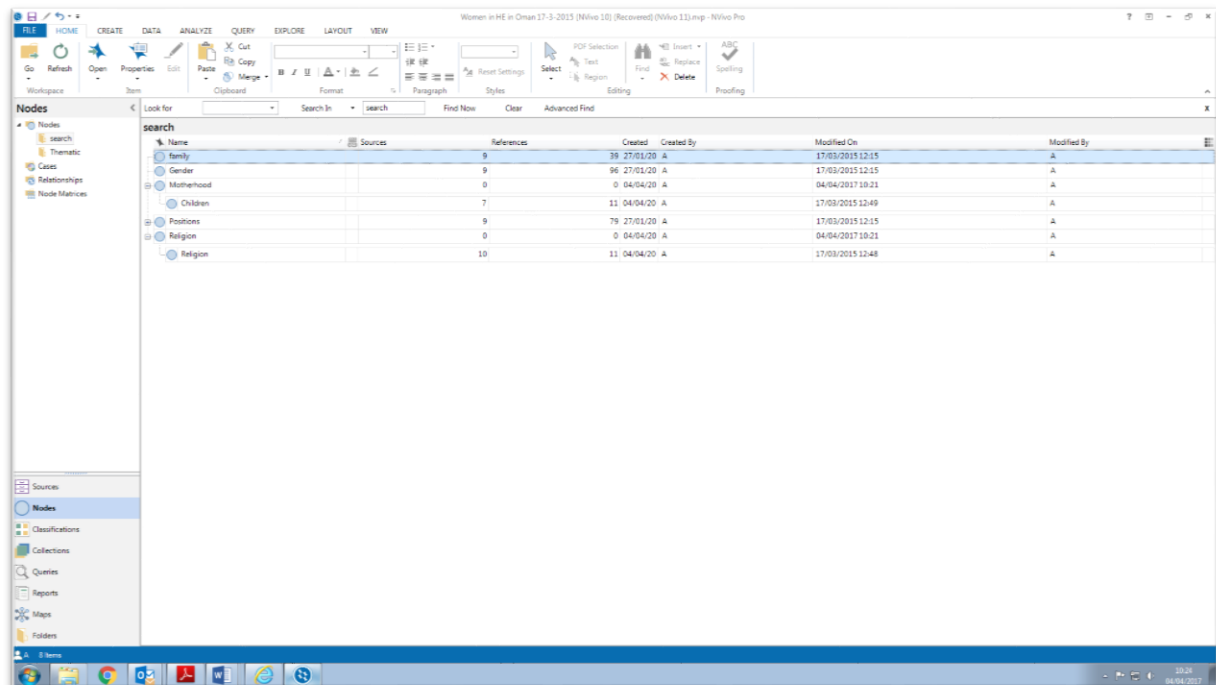 Women in HE in Oman 17-3-2015 (NVivo 10) (Recovered) (NVivo 11).nvp - NVivo Pro
FILE HOME CREATE DATA ANALYZE QUERY EXPLORE LAYOUT VIEW
Go Refresh Open Properties Edit Paste Cut Copy Merge
B I U A Reset Settings Select PDF Selection Text Region Find Insert Replace Delete ABC Spelling
Workspace Item Clipboard Format Paragraph Styles Editing Proofing
Nodes
Look for Search In search Find Now Clear Advanced Find x
Nodes
search
Thematic
Cases
Relationships
Node Matrices
search
Name Sources References Created Created By Modified On Modified By
family 9 39 27/01/20 A 17/03/2015 12:15 A
Gender 9 96 27/01/20 A 17/03/2015 12:15 A
Motherhood 0 0 04/04/20 A 04/04/2017 10:21 A
Children 7 11 04/04/20 A 17/03/2015 12:49 A
Positions 9 79 27/01/20 A 17/03/2015 12:15 A
Religion 0 0 04/04/20 A 04/04/2017 10:21 A
Religion 10 11 04/04/20 A 17/03/2015 12:48 A
Sources
Nodes
Classifications
Collections
Queries
Reports
Maps
Folders
A 8 Items
10:24
04/04/2017